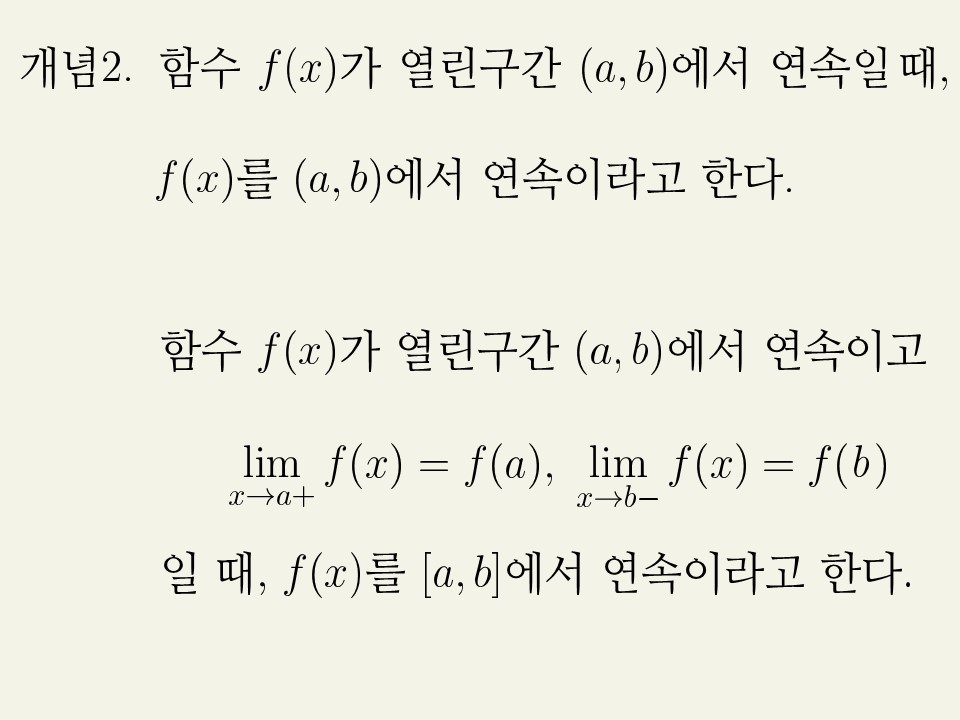 개념2. 함수 f(x)가 열린구간 (a, b)에서 연속일 때,
f(x)를 (a, b)에서 연속이라고 한다.
함수 f(x)가 열린구간 (a, b)에서 연속이고
lim_{x→a+} f(x) = f(a), lim_{x→b−} f(x) = f(b)
일 때, f(x)를 [a, b]에서 연속이라고 한다.